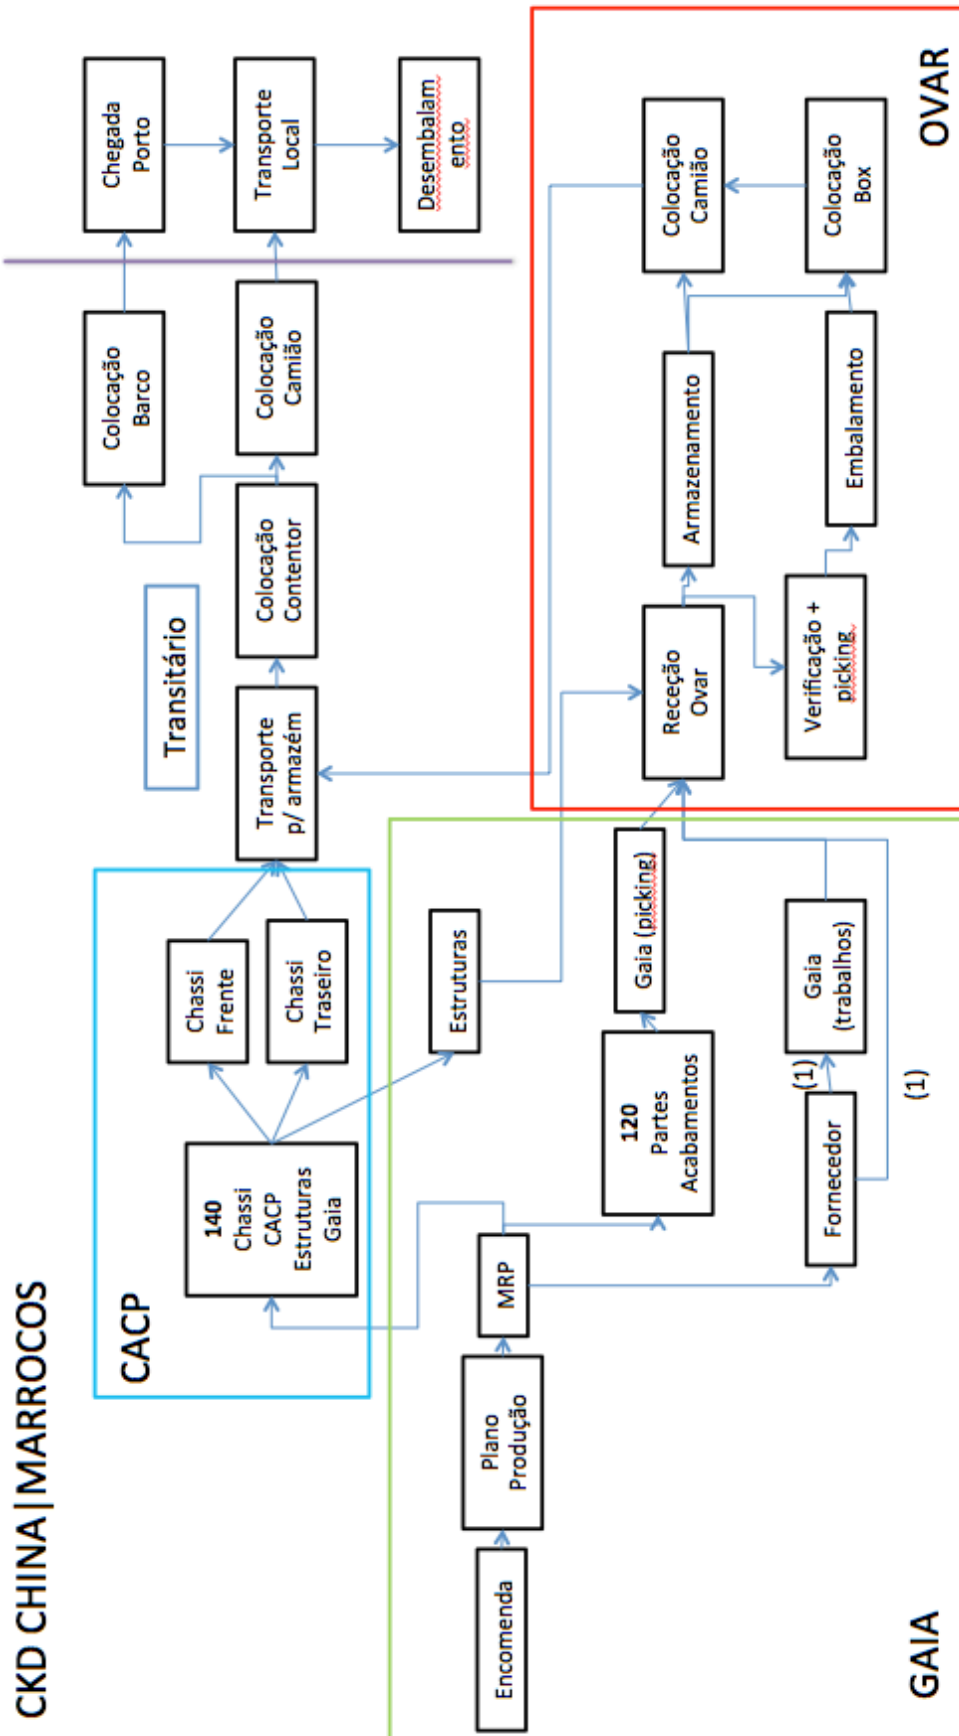 CKD CHINA|MARROCOS
CACP
140
Chassi
CACP
Estruturas
Gaia
Chassi
Frente
Chassi
Traseiro
Transitário
Transporte
p/ armazém
Colocação
Contentor
Colocação
Barco
Colocação
Camião
Chegada
Porto
Transporte
Local
Desembalam
ento
Encomenda
Plano
Produção
MRP
Estruturas
120
Partes
Acabamentos
Gaia (picking)
Fornecedor
(1)
Gaia
(trabalhos)
(1)
GAIA
Receção
Ovar
Armazenamento
Verificação +
picking
Embalamento
Colocação
Camião
Colocação
Box
OVAR